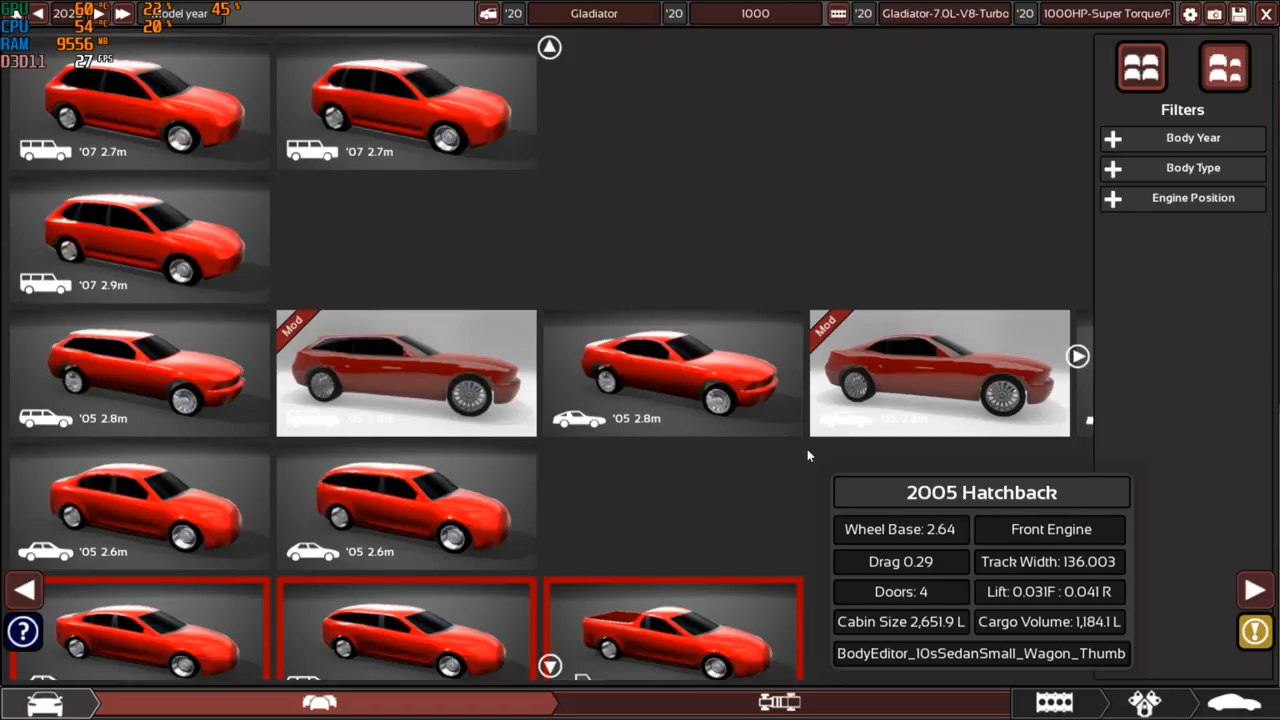 GPU 60 °C 22 % 45 %
CPU 54 °C 20 %
RAM 9556 MB
D3D11 27 FPS
Model year
'20 Gladiator '20 1000 '20 Gladiator-7.0L-V8-Turbo '20 1000HP-Super Torque/F
'07 2.7m
'07 2.7m
Filters
Body Year
Body Type
Engine Position
'07 2.9m
Mod
Mod
'05 2.8m
'05 2.8m
'05 2.6m
'05 2.6m
2005 Hatchback
Wheel Base: 2.64
Front Engine
Drag 0.29
Track Width: 136.003
Doors: 4
Lift: 0.031F : 0.041 R
Cabin Size 2,651.9 L
Cargo Volume: 1,184.1 L
BodyEditor_10sSedanSmall_Wagon_Thumb
?